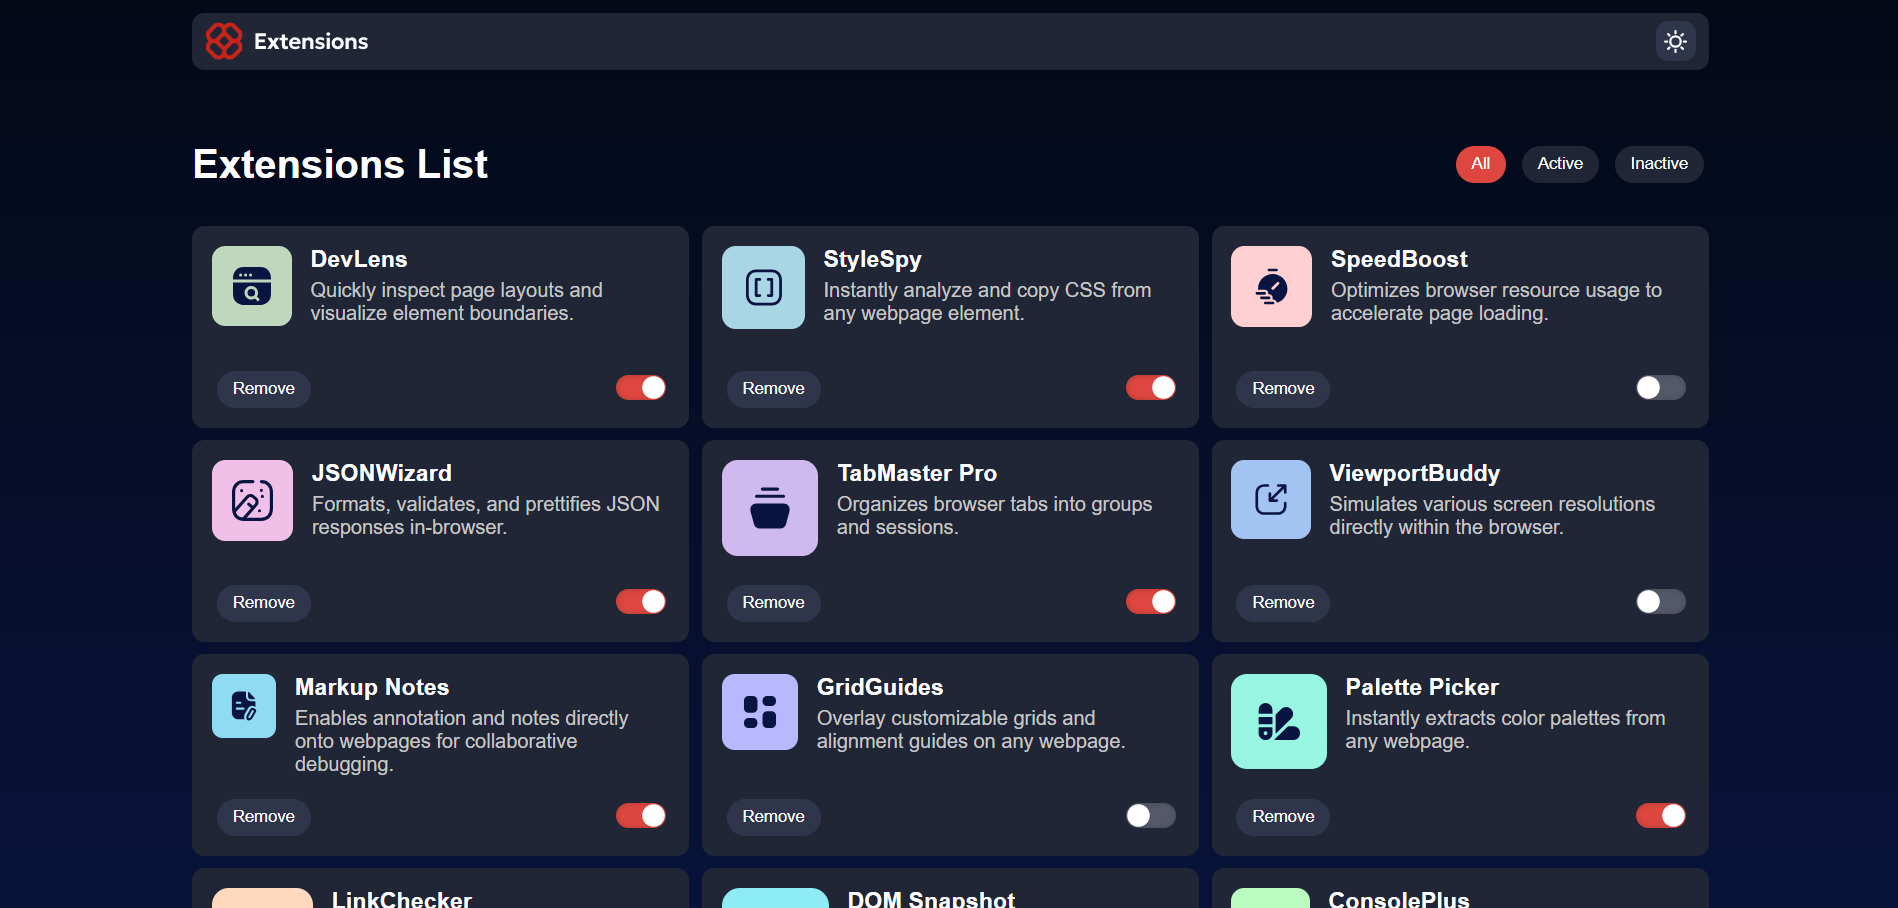 Extensions
Extensions List
All
Active
Inactive
DevLens
Quickly inspect page layouts and
visualize element boundaries.
Remove
StyleSpy
Instantly analyze and copy CSS from
any webpage element.
Remove
SpeedBoost
Optimizes browser resource usage to
accelerate page loading.
Remove
JSONWizard
Formats, validates, and prettifies JSON
responses in-browser.
Remove
TabMaster Pro
Organizes browser tabs into groups
and sessions.
Remove
ViewportBuddy
Simulates various screen resolutions
directly within the browser.
Remove
Markup Notes
Enables annotation and notes directly
onto webpages for collaborative
debugging.
Remove
GridGuides
Overlay customizable grids and
alignment guides on any webpage.
Remove
Palette Picker
Instantly extracts color palettes from
any webpage.
Remove
LinkChecker
DOM Snapshot
ConsolePlus